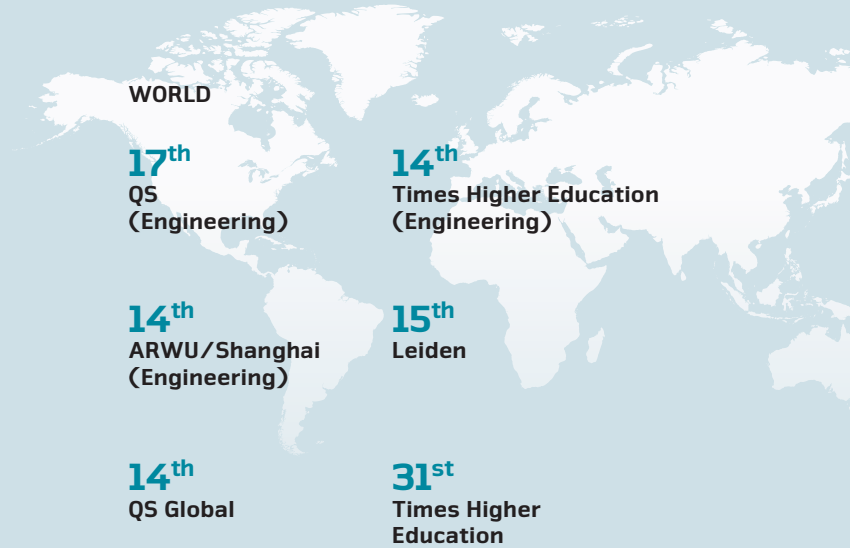 WORLD
17th
QS
(Engineering)
14th
Times Higher Education
(Engineering)
14th
ARWU/Shanghai
(Engineering)
15th
Leiden
14th
QS Global
31st
Times Higher
Education